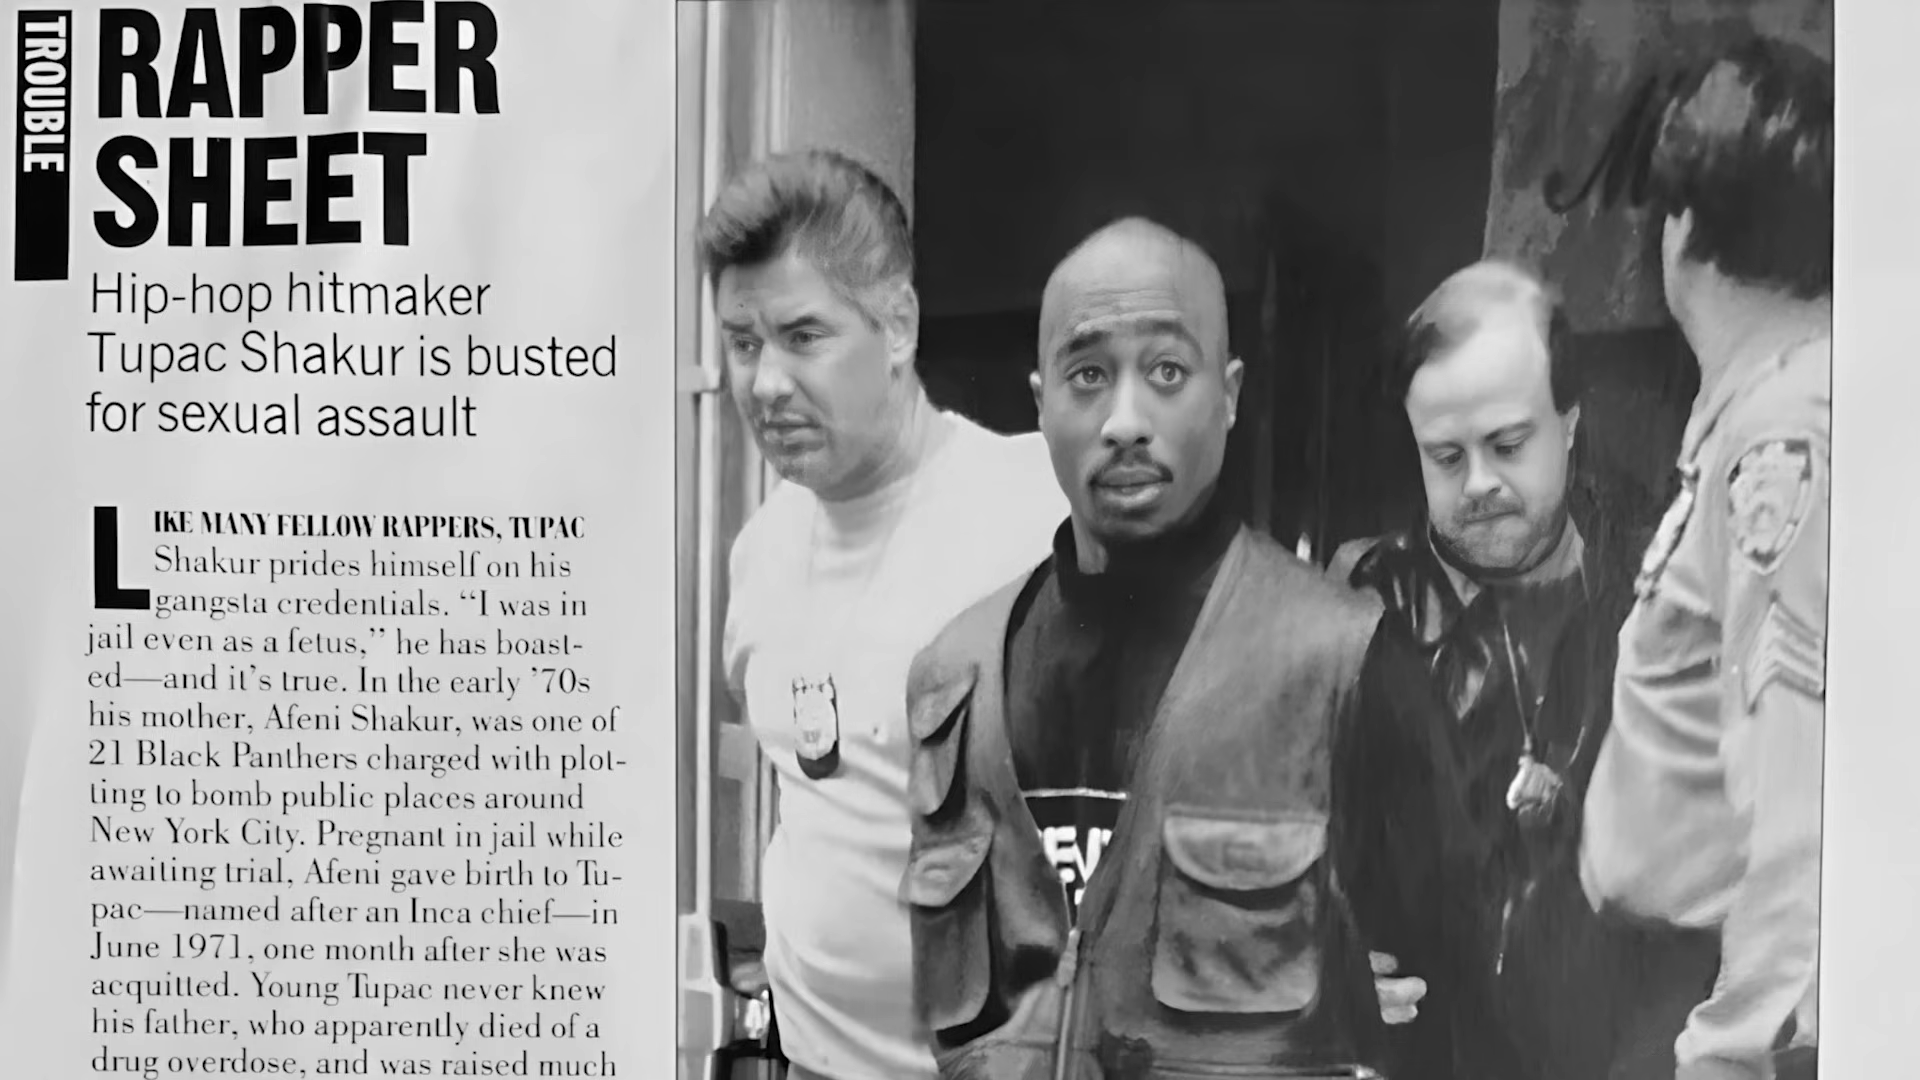 TROUBLE
RAPPER
SHEET
Hip-hop hitmaker
Tupac Shakur is busted
for sexual assault
LIKE MANY FELLOW RAPPERS, TUPAC
Shakur prides himself on his
gangsta credentials. “I was in
jail even as a fetus,” he has boast-
ed—and it’s true. In the early ’70s
his mother, Afeni Shakur, was one of
21 Black Panthers charged with plot-
ting to bomb public places around
New York City. Pregnant in jail while
awaiting trial, Afeni gave birth to Tu-
pac—named after an Inca chief—in
June 1971, one month after she was
acquitted. Young Tupac never knew
his father, who apparently died of a
drug overdose, and was raised much